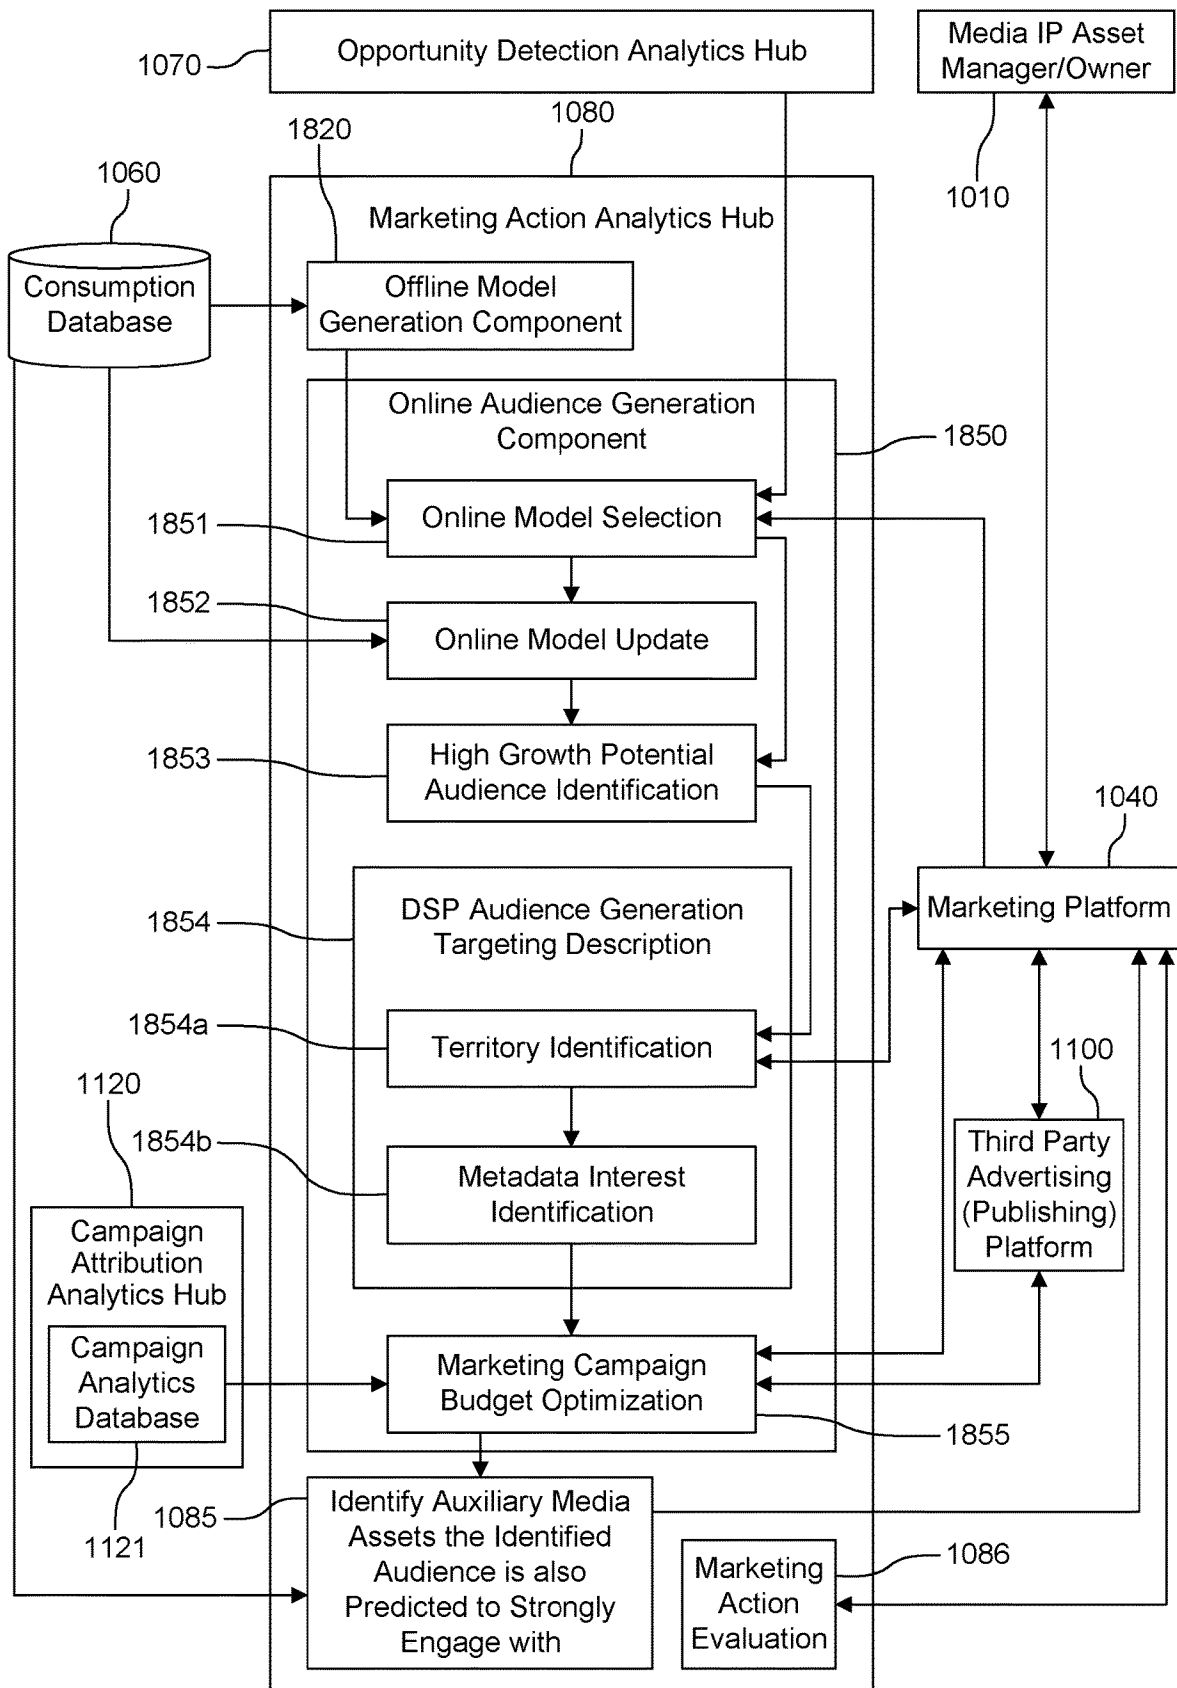 Opportunity Detection Analytics Hub
1070
Media IP Asset
Manager/Owner
1010
1080
1820
1060
Marketing Action Analytics Hub
Consumption
Database
Offline Model
Generation Component
Online Audience Generation
Component
1850
Online Model Selection
1851
1852
Online Model Update
1853
High Growth Potential
Audience Identification
1040
Marketing Platform
1854
DSP Audience Generation
Targeting Description
1854a
Territory Identification
1100
1120
1854b
Metadata Interest
Identification
Third Party
Advertising
(Publishing)
Platform
Campaign
Attribution
Analytics Hub
Campaign
Analytics
Database
Marketing Campaign
Budget Optimization
1855
1085
1121
Identify Auxiliary Media
Assets the Identified
Audience is also
Predicted to Strongly
Engage with
1086
Marketing
Action
Evaluation